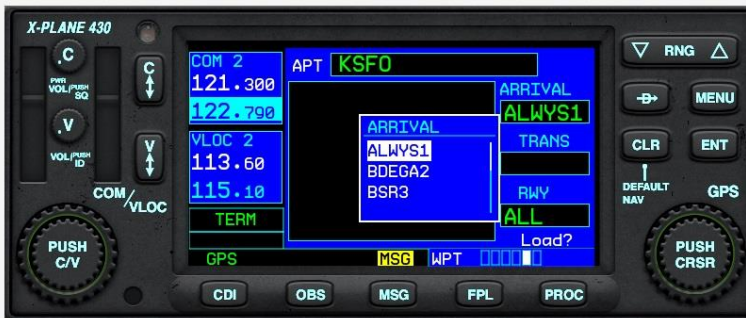 X-PLANE 430
C
PWR
VOL/PUSH
SQ
V
VOL/PUSH
ID
COM/VLOC
PUSH
C/V
C
V
COM 2
121.300
122.790
VLOC 2
113.60
115.10
TERM
GPS
APT KSFO
ARRIVAL
ALWYS1
BDEGA2
BSR3
ARRIVAL
ALWYS1
TRANS
RWY
ALL
Load?
MSG WPT
RNG
D
MENU
CLR
ENT
DEFAULT
NAV
GPS
PUSH
CRSR
CDI
OBS
MSG
FPL
PROC